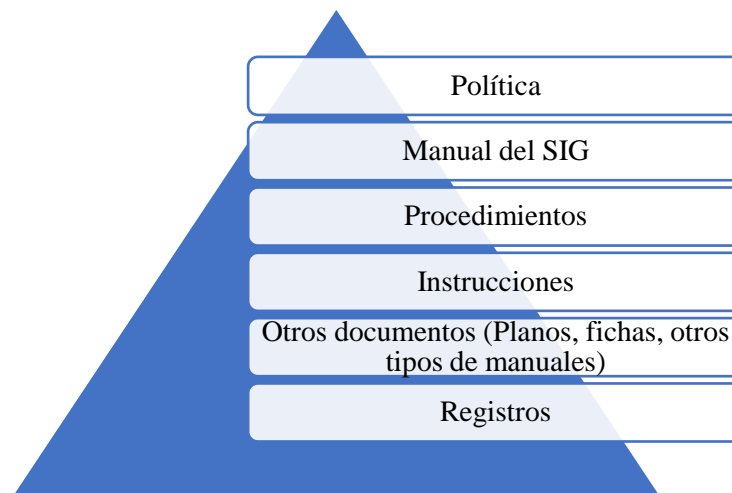 Política
Manual del SIG
Procedimientos
Instrucciones
Otros documentos (Planos, fichas, otros
tipos de manuales)
Registros